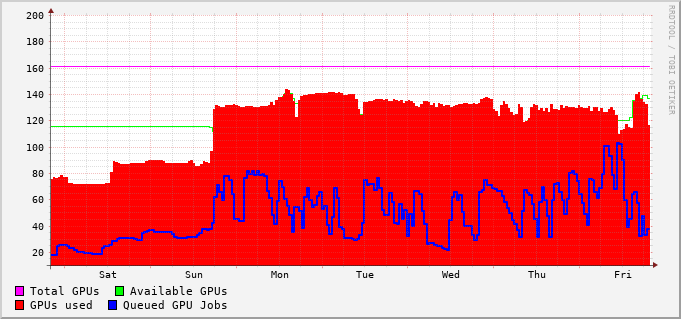 200
180
160
140
120
100
80
60
40
20
Sat Sun Mon Tue Wed Thu Fri
Total GPUs Available GPUs
GPUs used Queued GPU Jobs
RRDTOOL / TOBI OETIKER